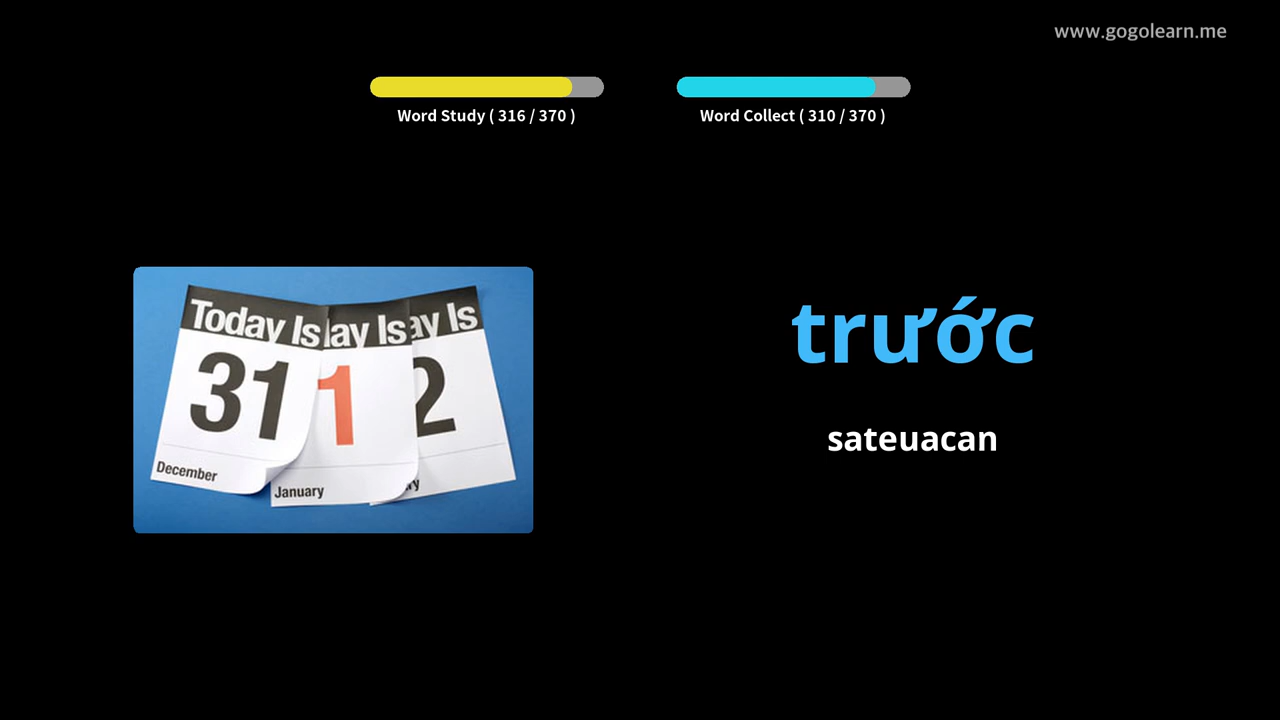 www.gogolearn.me
Word Study ( 316 / 370 )
Word Collect ( 310 / 370 )
Today Is
31
December
ay Is
1
January
ay Is
2
trước
sateuacan